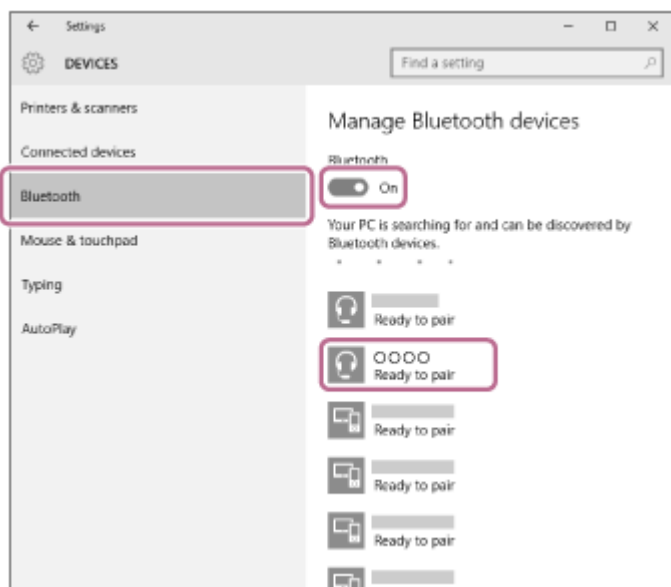 Settings
DEVICES
Find a setting
Printers & scanners
Connected devices
Bluetooth
Mouse & touchpad
Typing
AutoPlay
Manage Bluetooth devices
Bluetooth
On
Your PC is searching for and can be discovered by
Bluetooth devices.
Ready to pair
OOOO
Ready to pair
Ready to pair
Ready to pair
Ready to pair